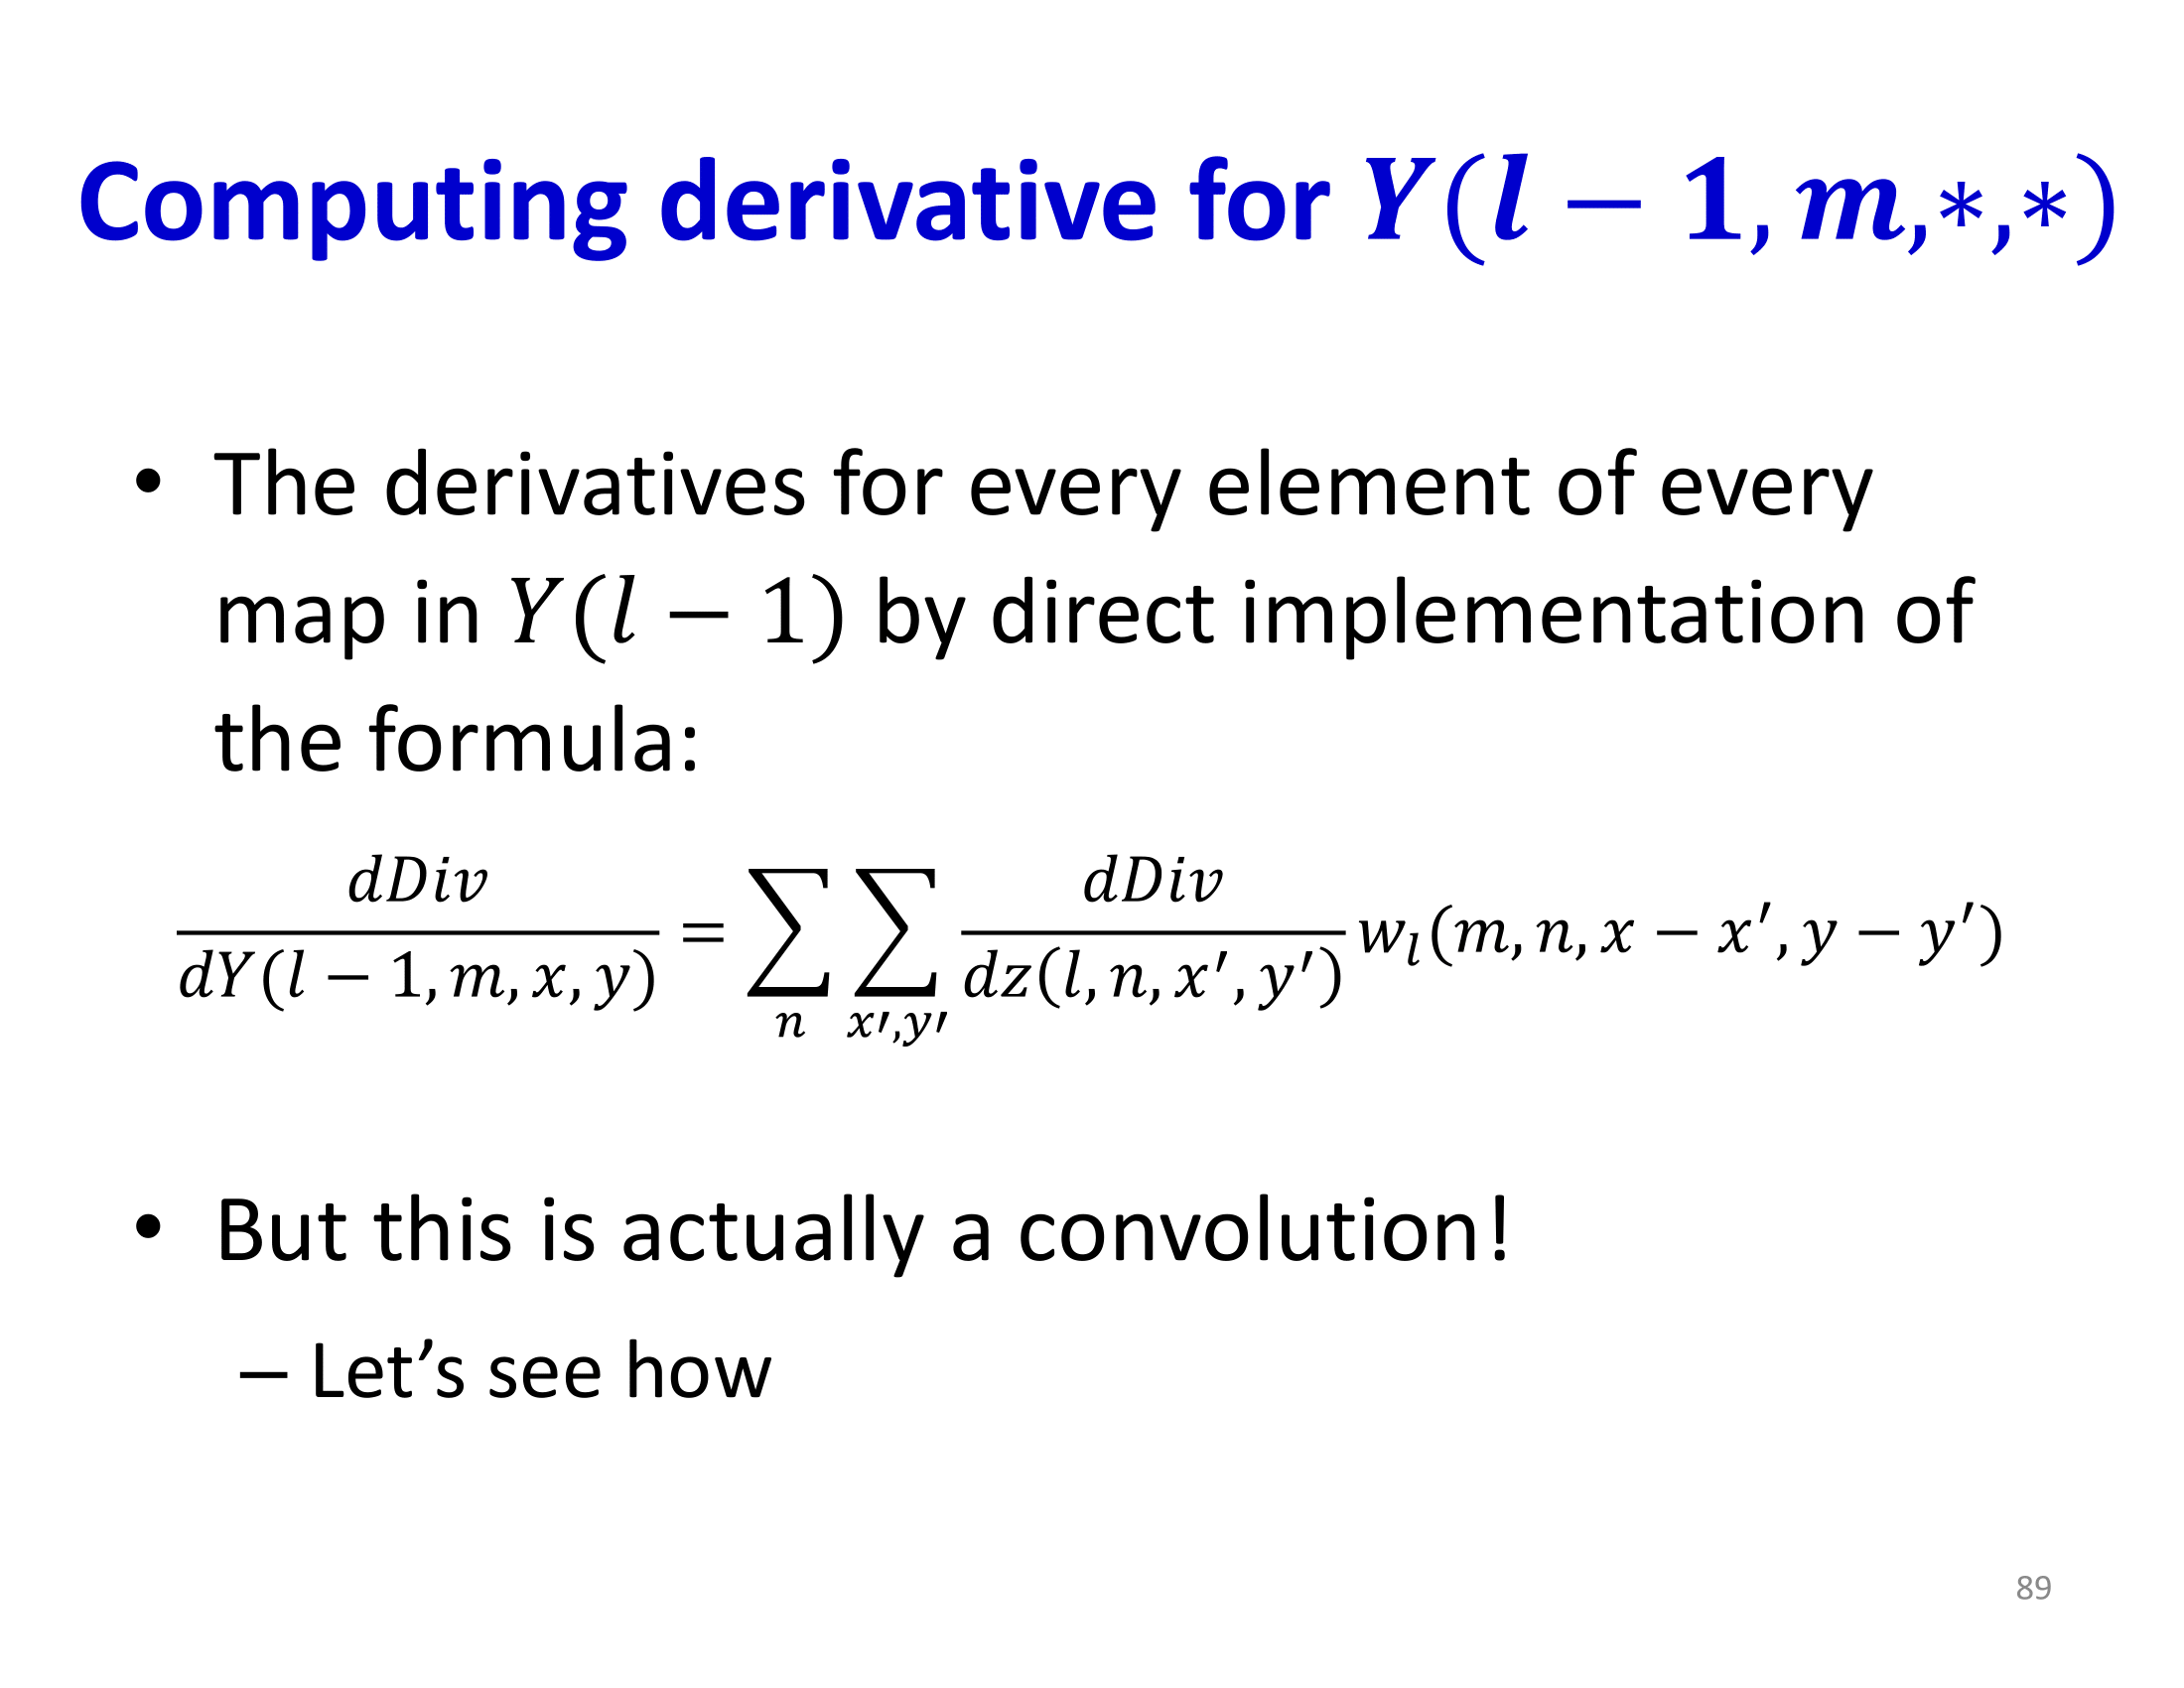 Computing derivative for Y(l − 1, m,∗,∗)
• The derivatives for every element of every
map in Y(l − 1) by direct implementation of
the formula:
\frac{dDiv}{dY(l − 1, m, x, y)} = \sum_{n} \sum_{x′,y′} \frac{dDiv}{dz(l, n, x′, y′)} w_l(m, n, x − x′, y − y′)
• But this is actually a convolution!
– Let’s see how
89